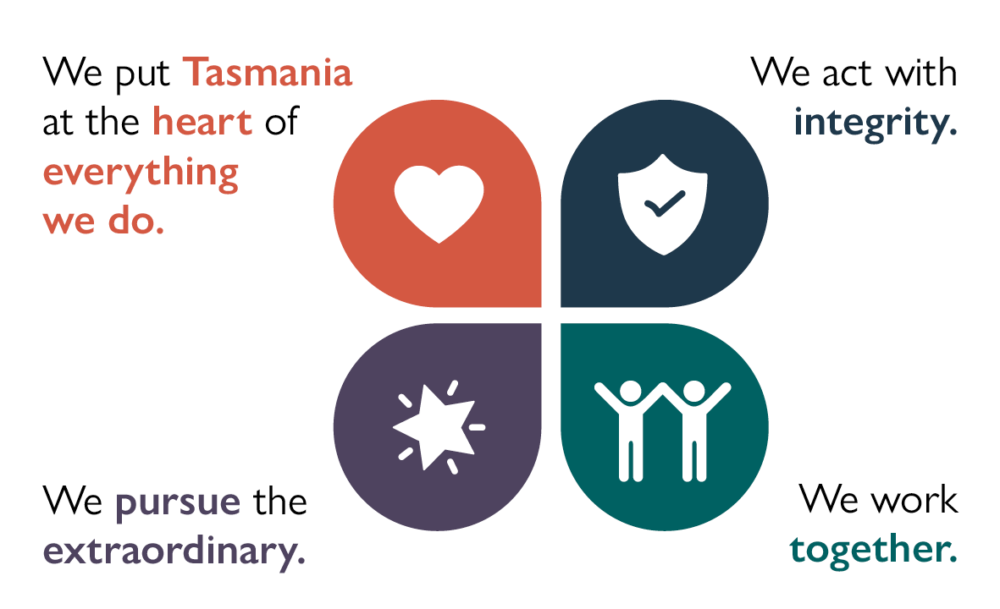 We put Tasmania
at the heart of
everything
we do.
We act with
integrity.
We pursue the
extraordinary.
We work
together.